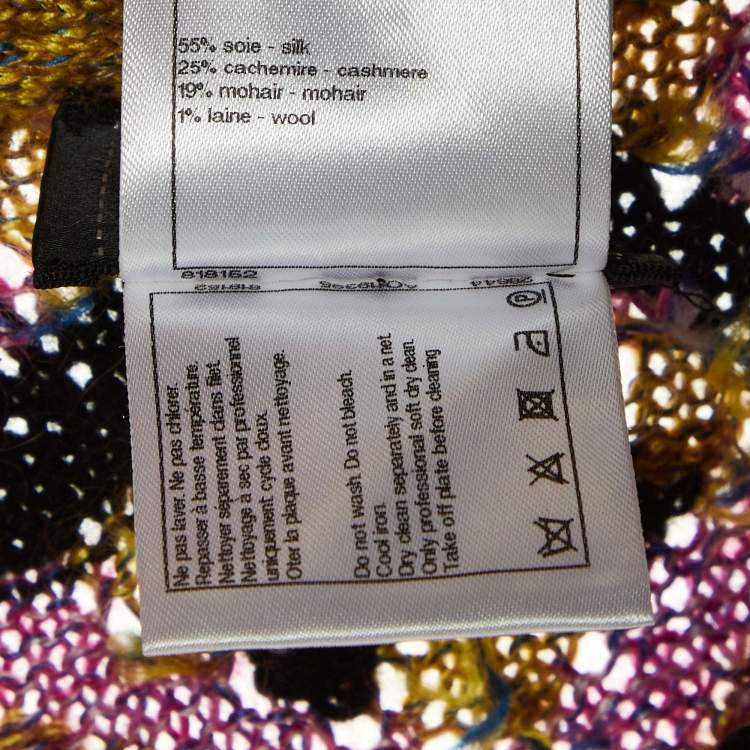 55% soie - silk
25% cachemire - cashmere
19% mohair - mohair
1% laine - wool
818152
Ne pas laver. Ne pas chlorer.
Repasser à basse température.
Nettoyer séparement dans filet.
Nettoyage à sec par professionnel
uniquement, cycle doux.
Oter la plaque avant nettoyage.
Do not wash. Do not bleach.
Cool iron.
Dry clean separately and in a net.
Only professional soft dry clean.
Take off plate before cleaning
P